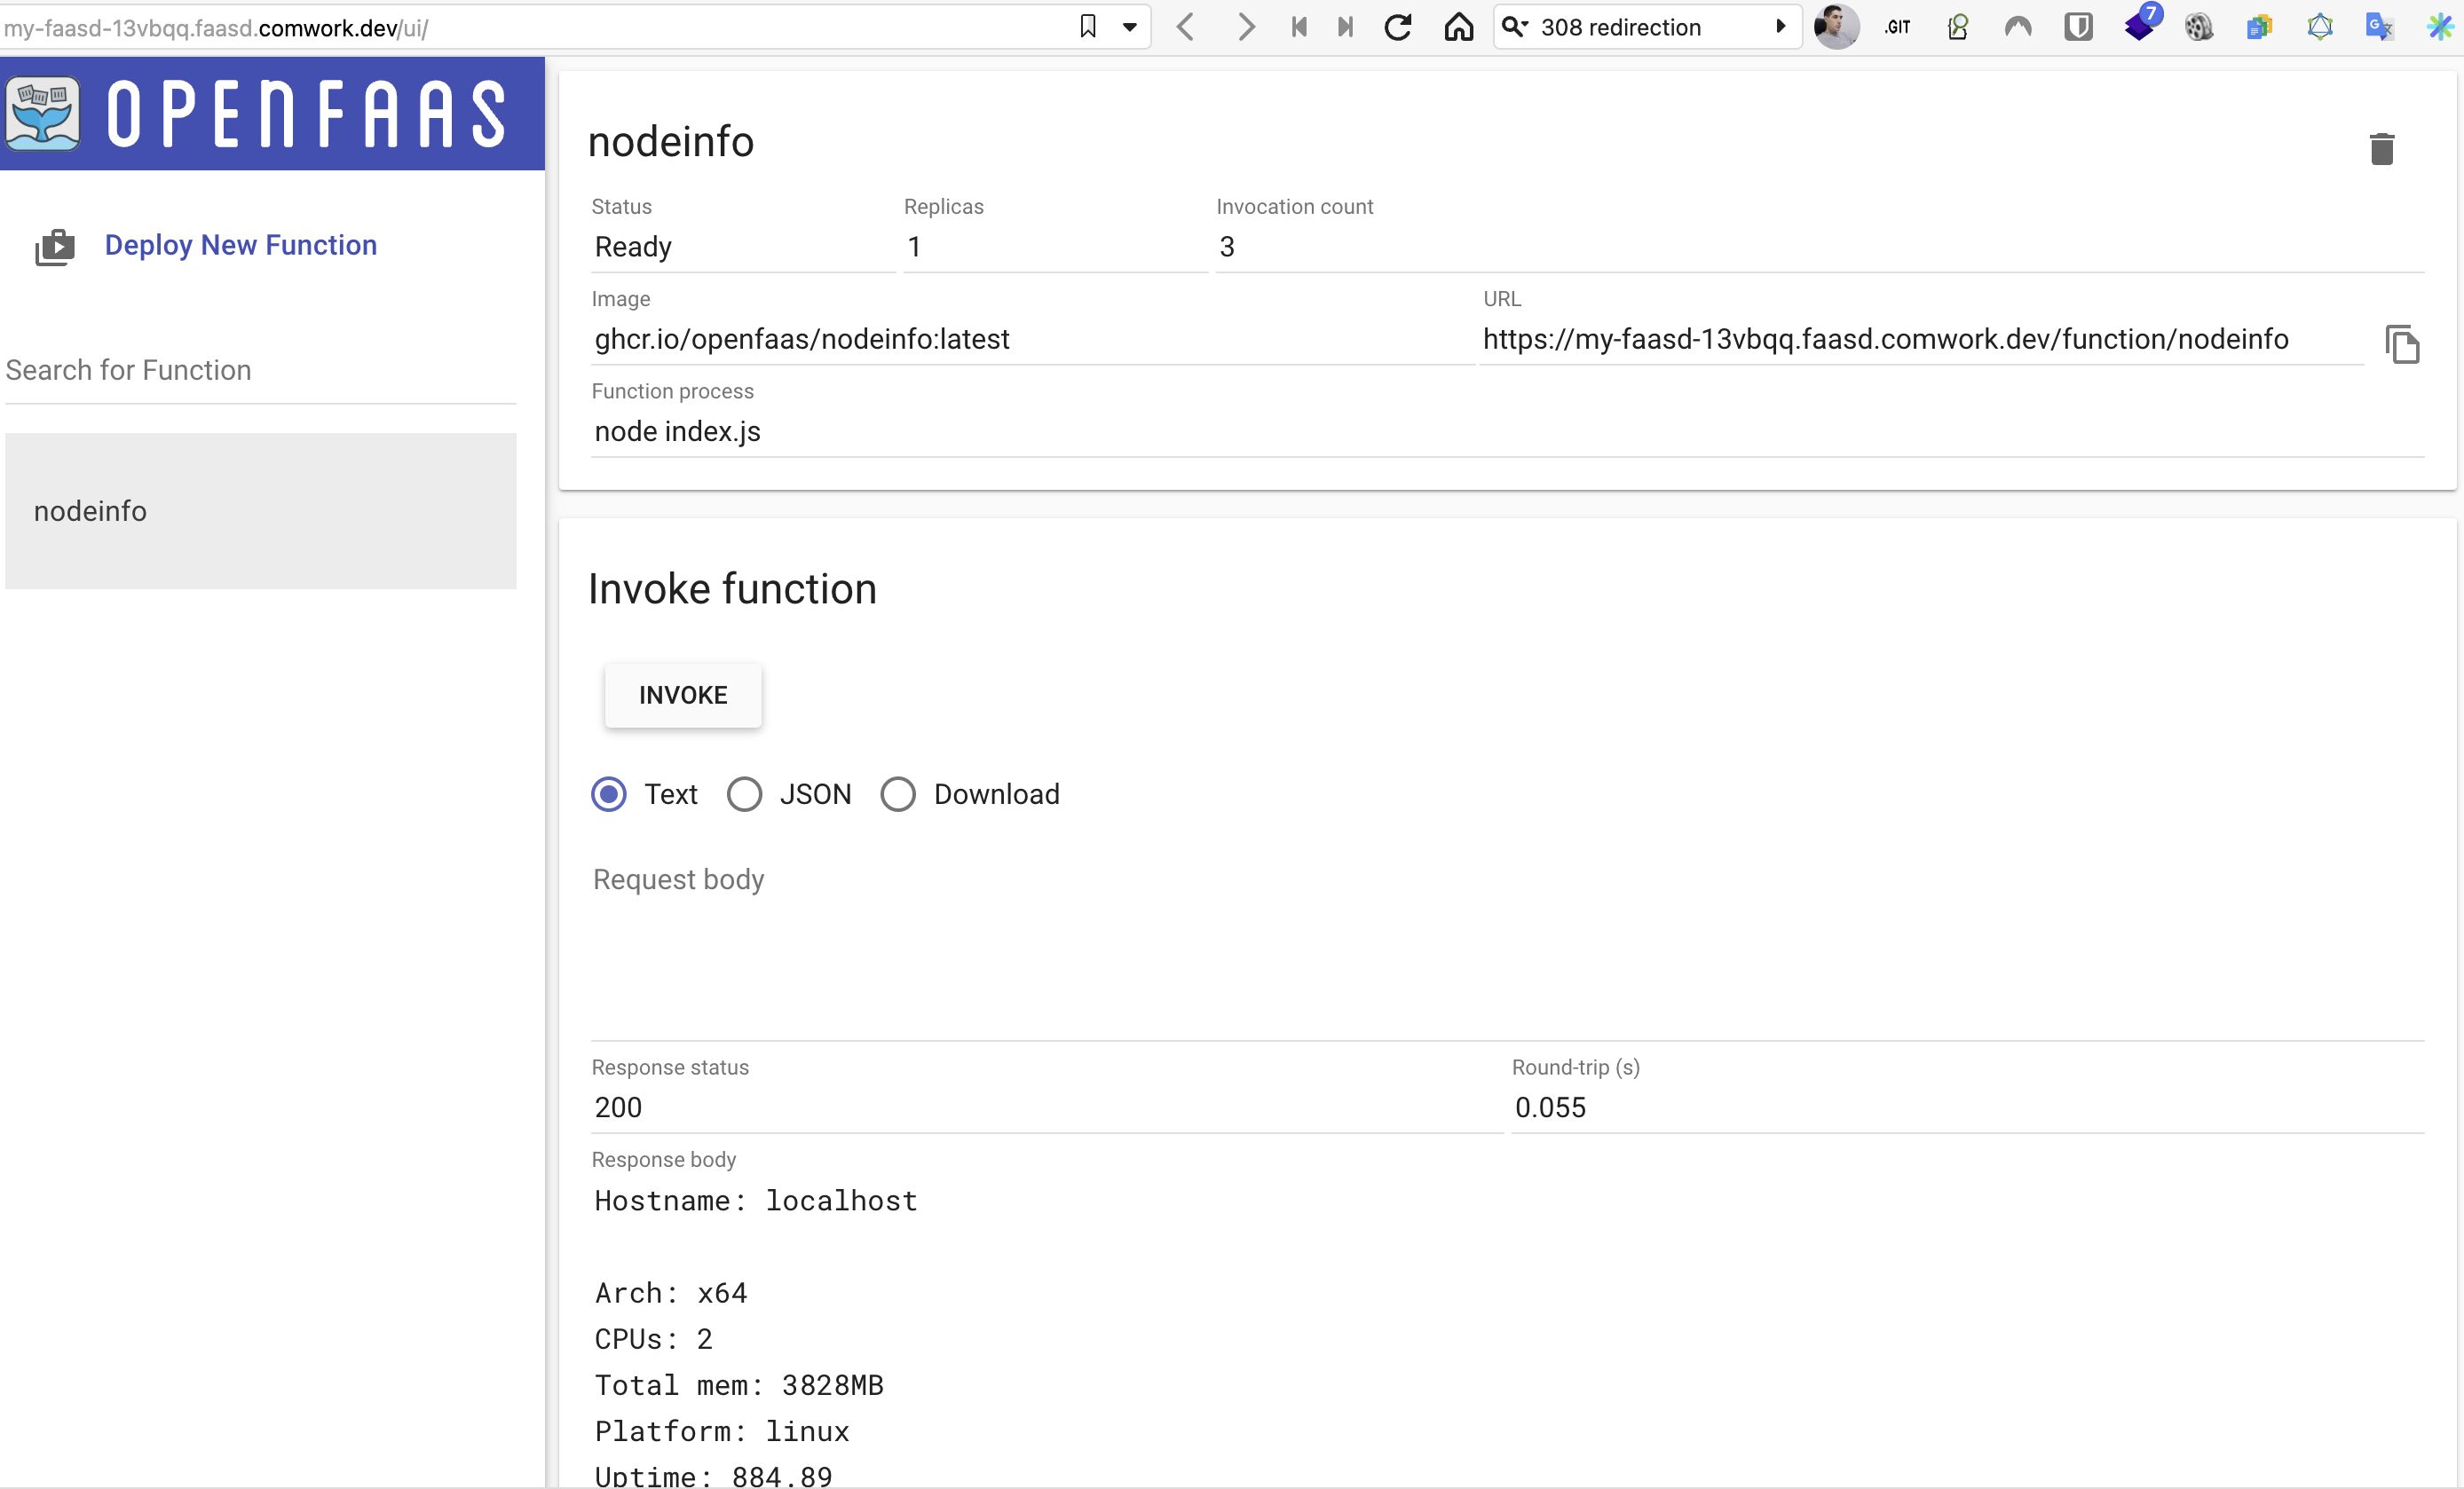 my-faasd-13vbqq.faasd.comwork.dev/ui/
308 redirection
.GIT
7
OPENFAAS
Deploy New Function
Search for Function
nodeinfo
nodeinfo
Status
Replicas
Invocation count
Ready
1
3
Image
URL
ghcr.io/openfaas/nodeinfo:latest
https://my-faasd-13vbqq.faasd.comwork.dev/function/nodeinfo
Function process
node index.js
Invoke function
INVOKE
Text
JSON
Download
Request body
Response status
Round-trip (s)
200
0.055
Response body
Hostname: localhost
Arch: x64
CPUs: 2
Total mem: 3828MB
Platform: linux
Uptime: 884.89